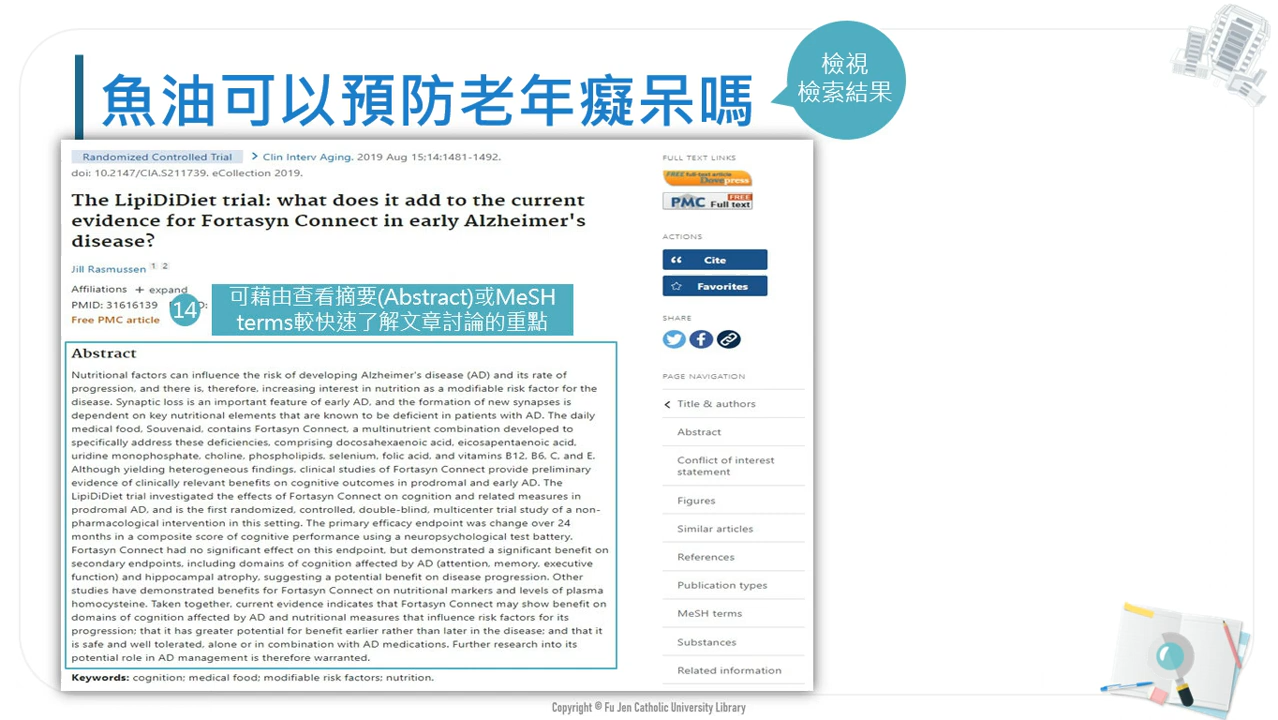 魚油可以預防老年癡呆嗎
檢視
檢索結果
Randomized Controlled Trial > Clin Interv Aging. 2019 Aug 15;14:1481-1492.
doi: 10.2147/CIA.S211739. eCollection 2019.
The LipiDiDiet trial: what does it add to the current
evidence for Fortasyn Connect in early Alzheimer's
disease?
Jill Rasmussen 1 2
Affiliations + expand
PMID: 31616139 D:
Free PMC article
14
可藉由查看摘要(Abstract)或MeSH
terms較快速了解文章討論的重點
Abstract
Nutritional factors can influence the risk of developing Alzheimer's disease (AD) and its rate of
progression, and there is, therefore, increasing interest in nutrition as a modifiable risk factor for the
disease. Synaptic loss is an important feature of early AD, and the formation of new synapses is
dependent on key nutritional elements that are known to be deficient in patients with AD. The daily
medical food, Souvenaid, contains Fortasyn Connect, a multinutrient combination developed to
specifically address these deficiencies, comprising docosahexaenoic acid, eicosapentaenoic acid,
uridine monophosphate, choline, phospholipids, selenium, folic acid, and vitamins B12, B6, C, and E.
Although yielding heterogeneous findings, clinical studies of Fortasyn Connect provide preliminary
evidence of clinically relevant benefits on cognitive outcomes in prodromal and early AD. The
LipiDiDiet trial investigated the effects of Fortasyn Connect on cognition and related measures in
prodromal AD, and is the first randomized, controlled, double-blind, multicenter trial study of a non-
pharmacological intervention in this setting. The primary efficacy endpoint was change over 24
months in a composite score of cognitive performance using a neuropsychological test battery.
Fortasyn Connect had no significant effect on this endpoint, but demonstrated a significant benefit on
secondary endpoints, including domains of cognition affected by AD (attention, memory, executive
function) and hippocampal atrophy, suggesting a potential benefit on disease progression. Other
studies have demonstrated benefits for Fortasyn Connect on nutritional markers and levels of plasma
homocysteine. Taken together, current evidence indicates that Fortasyn Connect may show benefit on
domains of cognition affected by AD and nutritional measures that influence risk factors for its
progression; that it has greater potential for benefit earlier rather than later in the disease; and that it
is safe and well tolerated, alone or in combination with AD medications. Further research into its
potential role in AD management is therefore warranted.
Keywords: cognition; medical food; modifiable risk factors; nutrition.
FULL TEXT LINKS
FREE full-text article
Dovepress
PMC FREE Full text
ACTIONS
Cite
Favorites
SHARE
PAGE NAVIGATION
Title & authors
Abstract
Conflict of interest
statement
Figures
Similar articles
References
Publication types
MeSH terms
Substances
Related information
Copyright © Fu Jen Catholic University Library